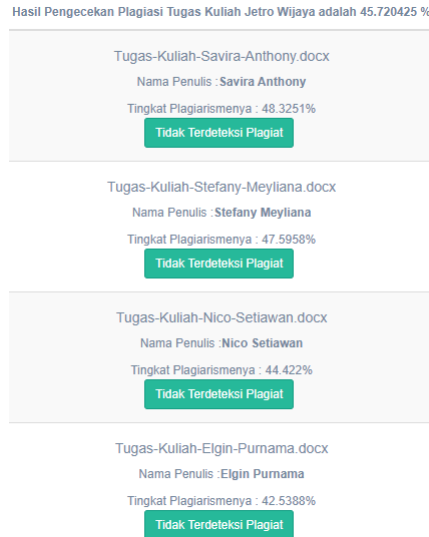 Hasil Pengecekan Plagiasi Tugas Kuliah Jetro Wijaya adalah 45.720425 %
Tugas-Kuliah-Savira-Anthony.docx
Nama Penulis :Savira Anthony
Tingkat Plagiarismenya : 48.3251%
Tidak Terdeteksi Plagiat
Tugas-Kuliah-Stefany-Meyliana.docx
Nama Penulis :Stefany Meyliana
Tingkat Plagiarismenya : 47.5958%
Tidak Terdeteksi Plagiat
Tugas-Kuliah-Nico-Setiawan.docx
Nama Penulis :Nico Setiawan
Tingkat Plagiarismenya : 44.422%
Tidak Terdeteksi Plagiat
Tugas-Kuliah-Elgin-Purnama.docx
Nama Penulis :Elgin Purnama
Tingkat Plagiarismenya : 42.5388%
Tidak Terdeteksi Plagiat